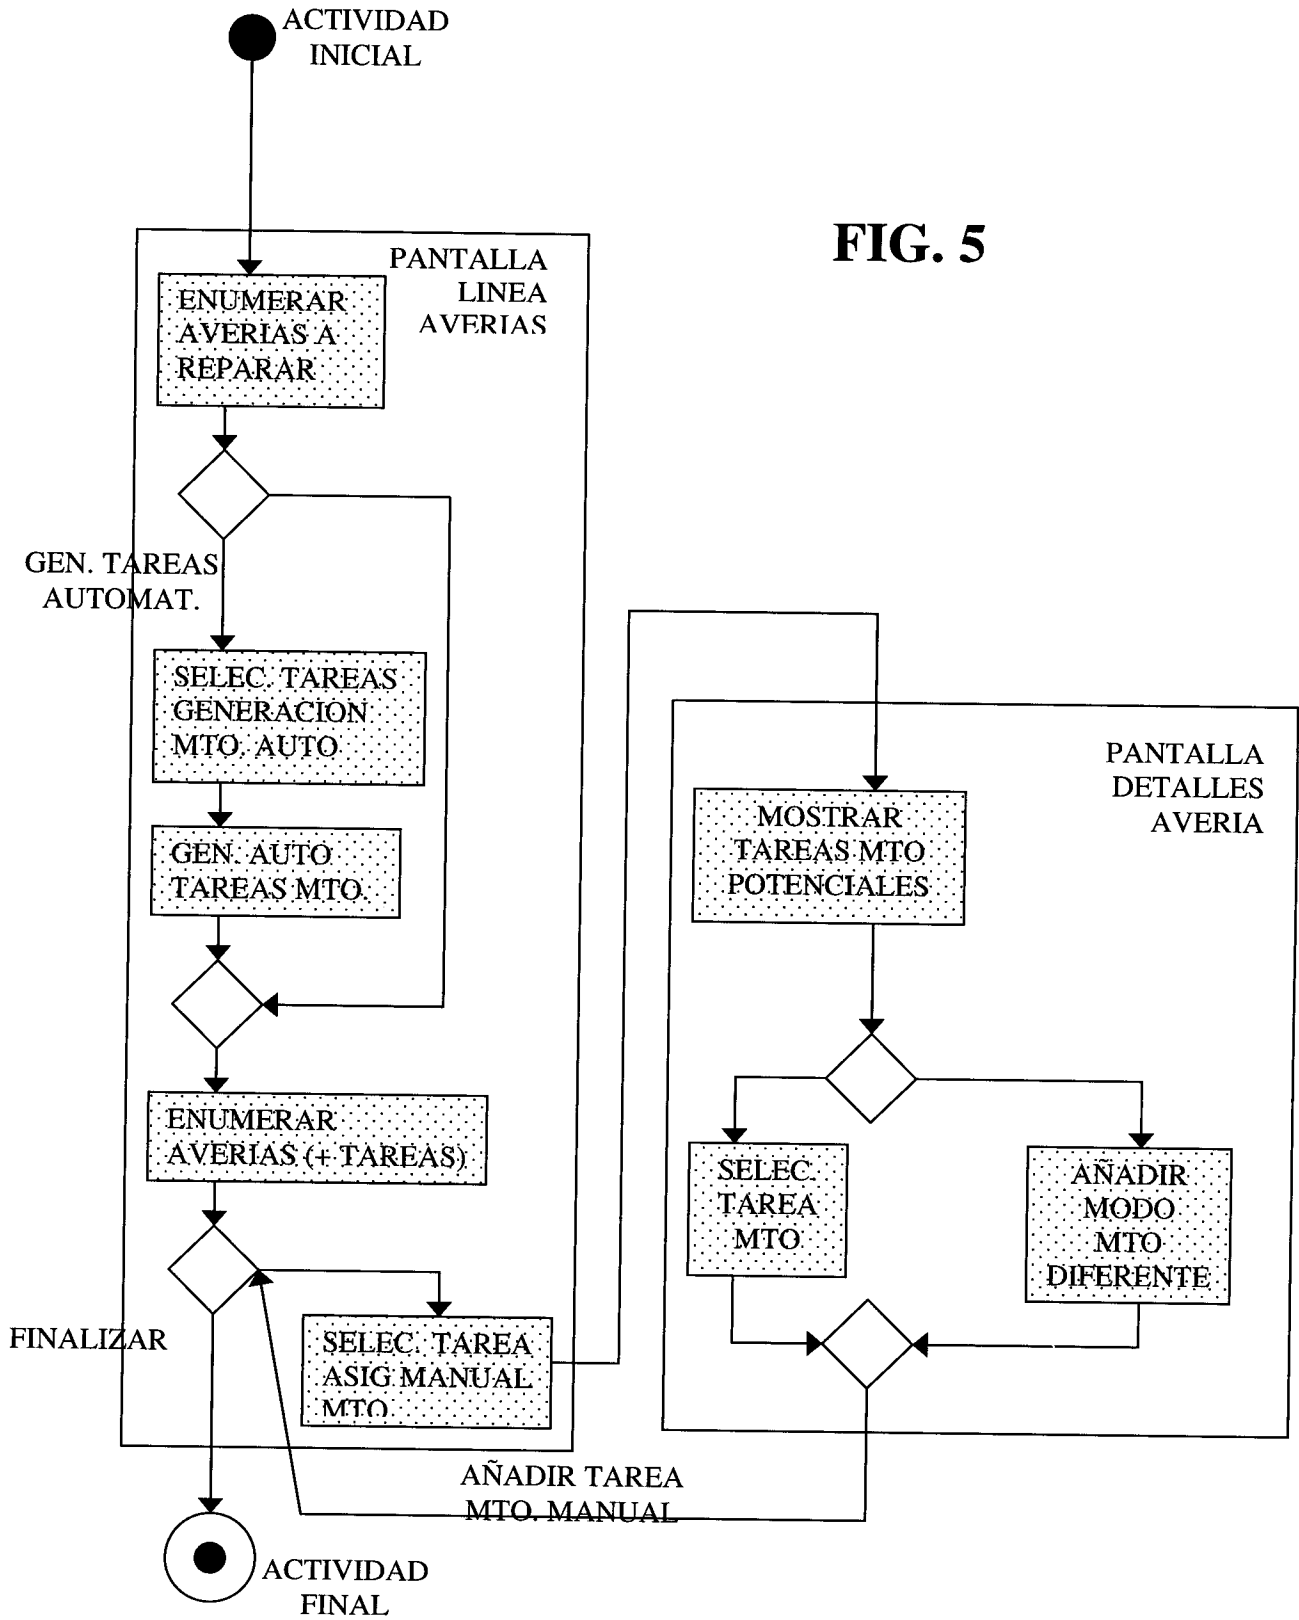 ACTIVIDAD
INICIAL
FIG. 5
PANTALLA
LINEA
AVERIAS
ENUMERAR
AVERIAS A
REPARAR
GEN. TAREAS
AUTOMAT.
SELEC. TAREAS
GENERACION
MTO. AUTO
GEN. AUTO
TAREAS MTO.
ENUMERAR
AVERIAS (+ TAREAS)
FINALIZAR
SELEC. TAREA
ASIG MANUAL
MTO
PANTALLA
DETALLES
AVERIA
MOSTRAR
TAREAS MTO
POTENCIALES
SELEC.
TAREA
MTO
AÑADIR
MODO
MTO
DIFERENTE
AÑADIR TAREA
MTO. MANUAL
ACTIVIDAD
FINAL